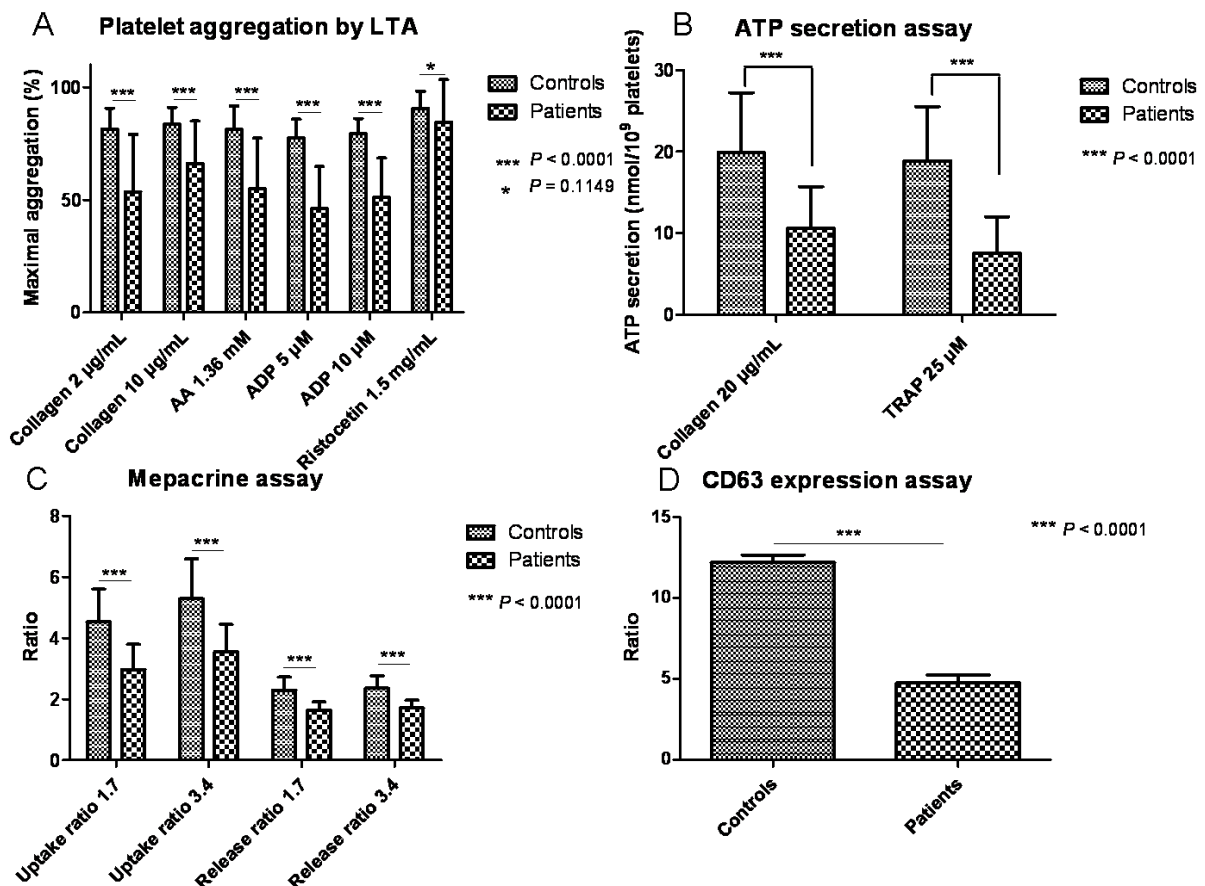 A
Platelet aggregation by LTA
Maximal aggregation (%)
100
50
0
***
***
***
***
***
*
Controls
Patients
*** P < 0.0001
* P = 0.1149
Collagen 2 µg/mL
Collagen 10 µg/mL
AA 1.36 mM
ADP 5 µM
ADP 10 µM
Ristocetin 1.5 mg/mL
B
ATP secretion assay
ATP secretion (nmol/10⁹ platelets)
30
20
10
0
***
***
Controls
Patients
*** P < 0.0001
Collagen 20 µg/mL
TRAP 25 µM
C
Mepacrine assay
Ratio
8
6
4
2
0
***
***
***
***
Controls
Patients
*** P < 0.0001
Uptake ratio 1.7
Uptake ratio 3.4
Release ratio 1.7
Release ratio 3.4
D
CD63 expression assay
Ratio
15
10
5
0
***
*** P < 0.0001
Controls
Patients